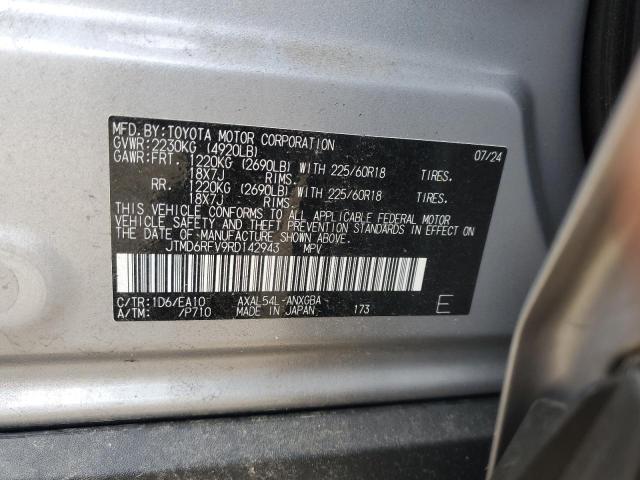 MFD.BY:TOYOTA MOTOR CORPORATION 07/24
GVWR:2230KG (4920LB)
GAWR:FRT. 1220KG (2690LB) WITH 225/60R18 TIRES.
18X7J RIMS.
RR. 1220KG (2690LB) WITH 225/60R18 TIRES.
18X7J RIMS.
THIS VEHICLE CONFORMS TO ALL APPLICABLE FEDERAL MOTOR
VEHICLE SAFETY AND THEFT PREVENTION STANDARDS IN EFFECT
ON THE DATE OF MANUFACTURE SHOWN ABOVE.
JTMD6RFV9RD142943 MPV
C/TR:1D6/EA10 AXAL54L-ANXGBA
A/TM: /P710 MADE IN JAPAN 173 E